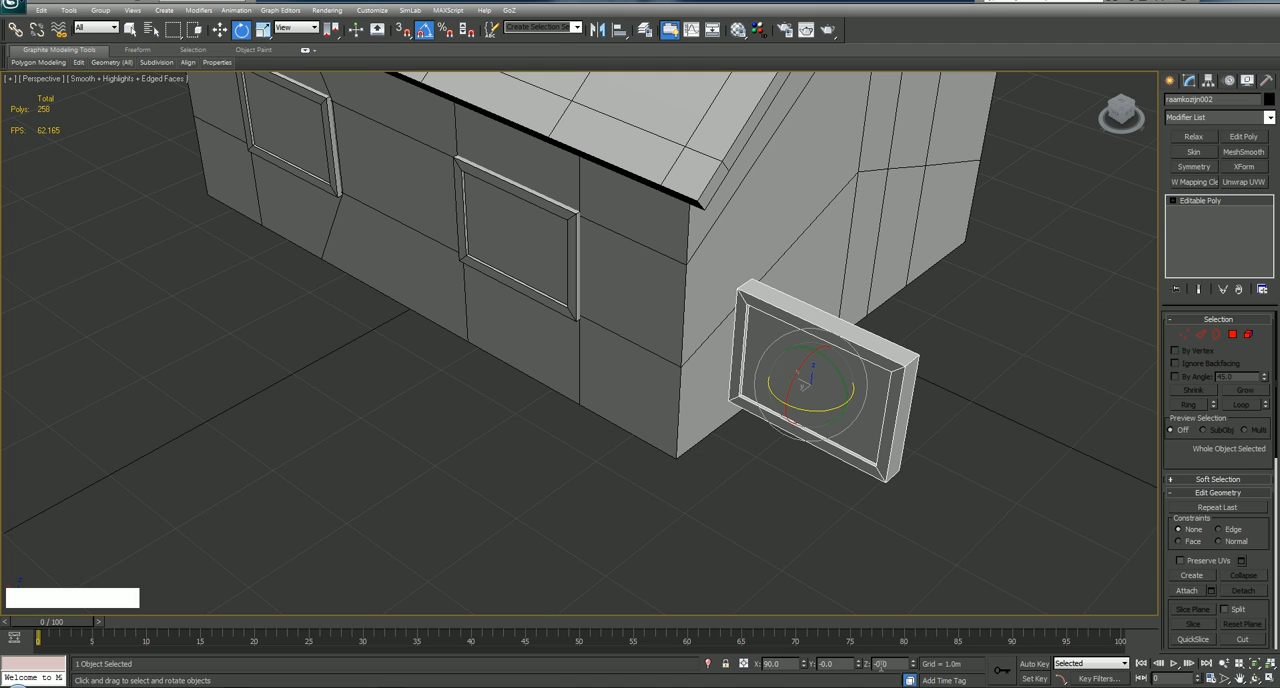 Edit Tools Group Views Create Modifiers Animation Graph Editors Rendering Customize SimLab MAXScript Help GoZ
All View 3 Create Selection Se
Graphite Modeling Tools Freeform Selection Object Paint
Polygon Modeling Edit Geometry (All) Subdivision Align Properties
[ + ] [ Perspective ] [ Smooth + Highlights + Edged Faces ]
Total
Polys: 258
FPS: 62.165
raamkozijn002
Modifier List
Relax Edit Poly
Skin MeshSmooth
Symmetry XForm
W Mapping Cle Unwrap UVW
Editable Poly
- Selection
By Vertex
Ignore Backfacing
By Angle: 45.0
Shrink Grow
Ring Loop
Preview Selection
Off SubObj Multi
Whole Object Selected
+ Soft Selection
- Edit Geometry
Repeat Last
Constraints
None Edge
Face Normal
Preserve UVs
Create Collapse
Attach Detach
Slice Plane Split
Slice Reset Plane
QuickSlice Cut
z
y
z
< 0 / 100 >
0 5 10 15 20 25 30 35 40 45 50 55 60 65 70 75 80 85 90 95 100
1 Object Selected X: 90.0 Y: -0.0 Z: -0.0 Grid = 1.0m Auto Key Selected
Welcome to M Click and drag to select and rotate objects Add Time Tag Set Key Key Filters... 0